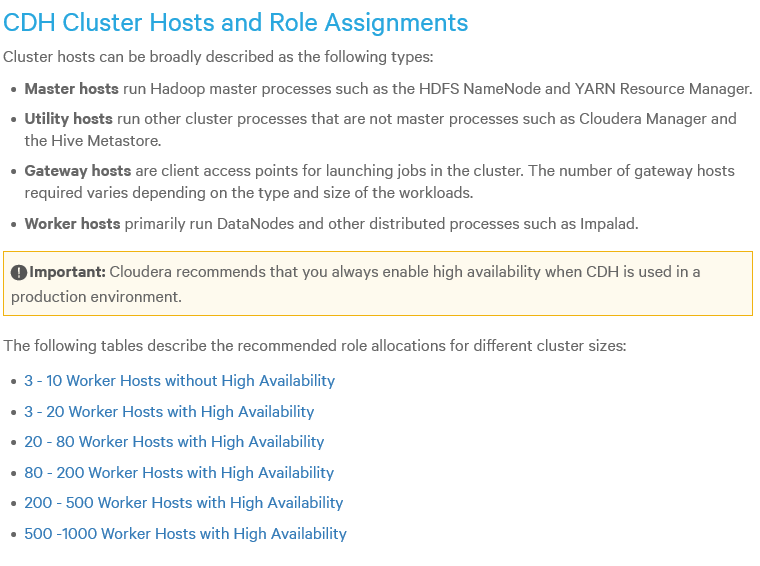 CDH Cluster Hosts and Role Assignments
Cluster hosts can be broadly described as the following types:
• Master hosts run Hadoop master processes such as the HDFS NameNode and YARN Resource Manager.
• Utility hosts run other cluster processes that are not master processes such as Cloudera Manager and
the Hive Metastore.
• Gateway hosts are client access points for launching jobs in the cluster. The number of gateway hosts
required varies depending on the type and size of the workloads.
• Worker hosts primarily run DataNodes and other distributed processes such as Impalad.
Important: Cloudera recommends that you always enable high availability when CDH is used in a
production environment.
The following tables describe the recommended role allocations for different cluster sizes:
• 3 - 10 Worker Hosts without High Availability
• 3 - 20 Worker Hosts with High Availability
• 20 - 80 Worker Hosts with High Availability
• 80 - 200 Worker Hosts with High Availability
• 200 - 500 Worker Hosts with High Availability
• 500 -1000 Worker Hosts with High Availability